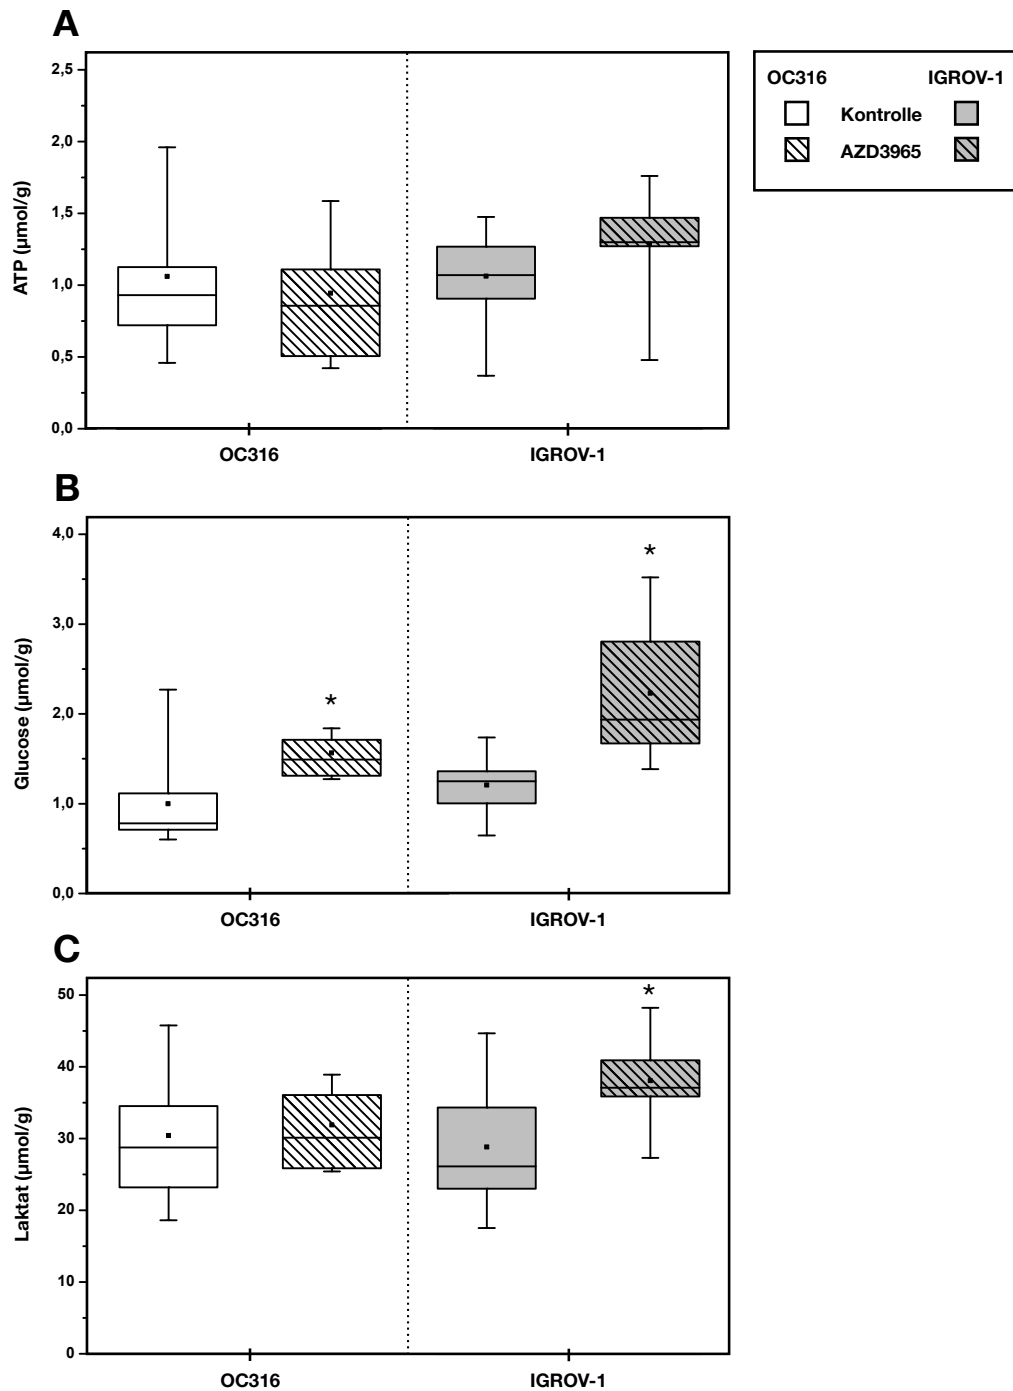 A
2,5
2,0
1,5
1,0
0,5
0,0
ATP (µmol/g)
OC316 IGROV-1
OC316 IGROV-1
Kontrolle
AZD3965
B
4,0
3,0
2,0
1,0
0,0
Glucose (µmol/g)
*
*
OC316 IGROV-1
C
50
40
30
20
10
0
Laktat (µmol/g)
*
OC316 IGROV-1